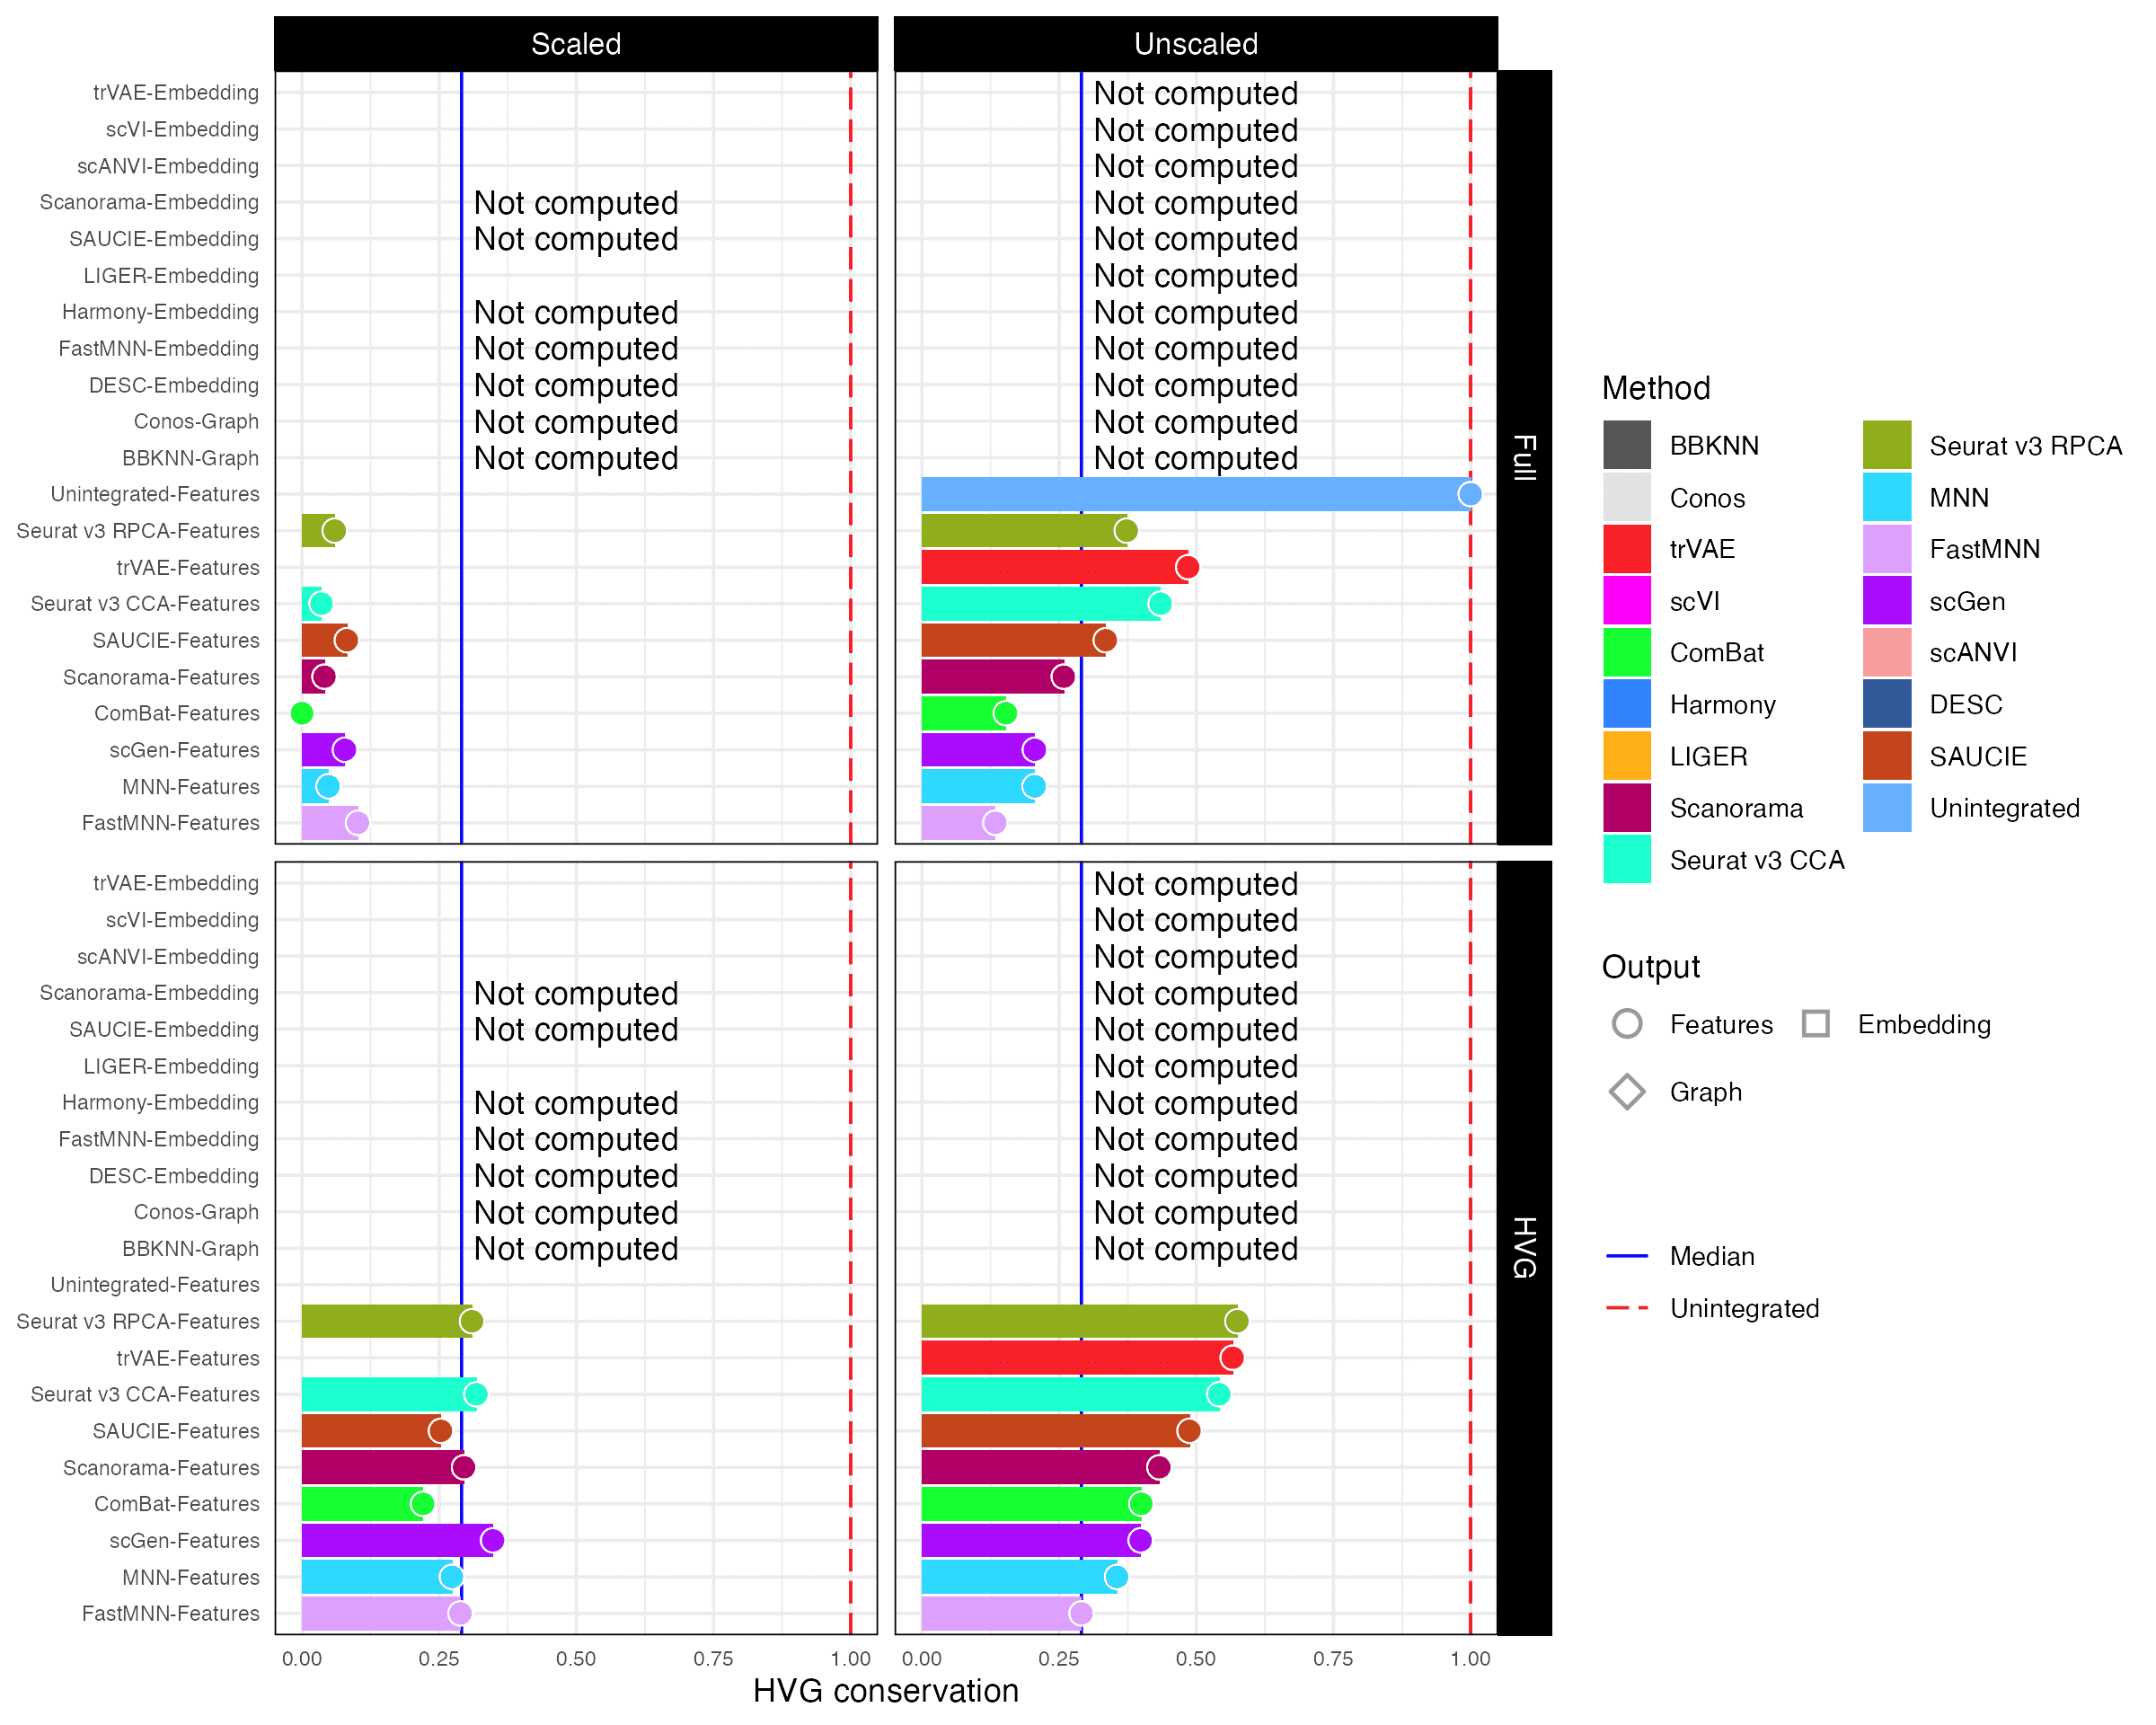 Scaled
Unscaled
trVAE-Embedding
Not computed
scVI-Embedding
Not computed
scANVI-Embedding
Not computed
Scanorama-Embedding
Not computed
Not computed
SAUCIE-Embedding
Not computed
Not computed
LIGER-Embedding
Not computed
Harmony-Embedding
Not computed
Not computed
FastMNN-Embedding
Not computed
Not computed
DESC-Embedding
Not computed
Not computed
Conos-Graph
Not computed
Not computed
BBKNN-Graph
Not computed
Not computed
Unintegrated-Features
Seurat v3 RPCA-Features
trVAE-Features
Seurat v3 CCA-Features
SAUCIE-Features
Scanorama-Features
ComBat-Features
scGen-Features
MNN-Features
FastMNN-Features
Full
trVAE-Embedding
Not computed
scVI-Embedding
Not computed
scANVI-Embedding
Not computed
Scanorama-Embedding
Not computed
Not computed
SAUCIE-Embedding
Not computed
Not computed
LIGER-Embedding
Not computed
Harmony-Embedding
Not computed
Not computed
FastMNN-Embedding
Not computed
Not computed
DESC-Embedding
Not computed
Not computed
Conos-Graph
Not computed
Not computed
BBKNN-Graph
Not computed
Not computed
Unintegrated-Features
Seurat v3 RPCA-Features
trVAE-Features
Seurat v3 CCA-Features
SAUCIE-Features
Scanorama-Features
ComBat-Features
scGen-Features
MNN-Features
FastMNN-Features
HVG
0.00 0.25 0.50 0.75 1.00
0.00 0.25 0.50 0.75 1.00
HVG conservation
Method
BBKNN
Conos
trVAE
scVI
ComBat
Harmony
LIGER
Scanorama
Seurat v3 CCA
Seurat v3 RPCA
MNN
FastMNN
scGen
scANVI
DESC
SAUCIE
Unintegrated
Output
Features
Embedding
Graph
Median
Unintegrated